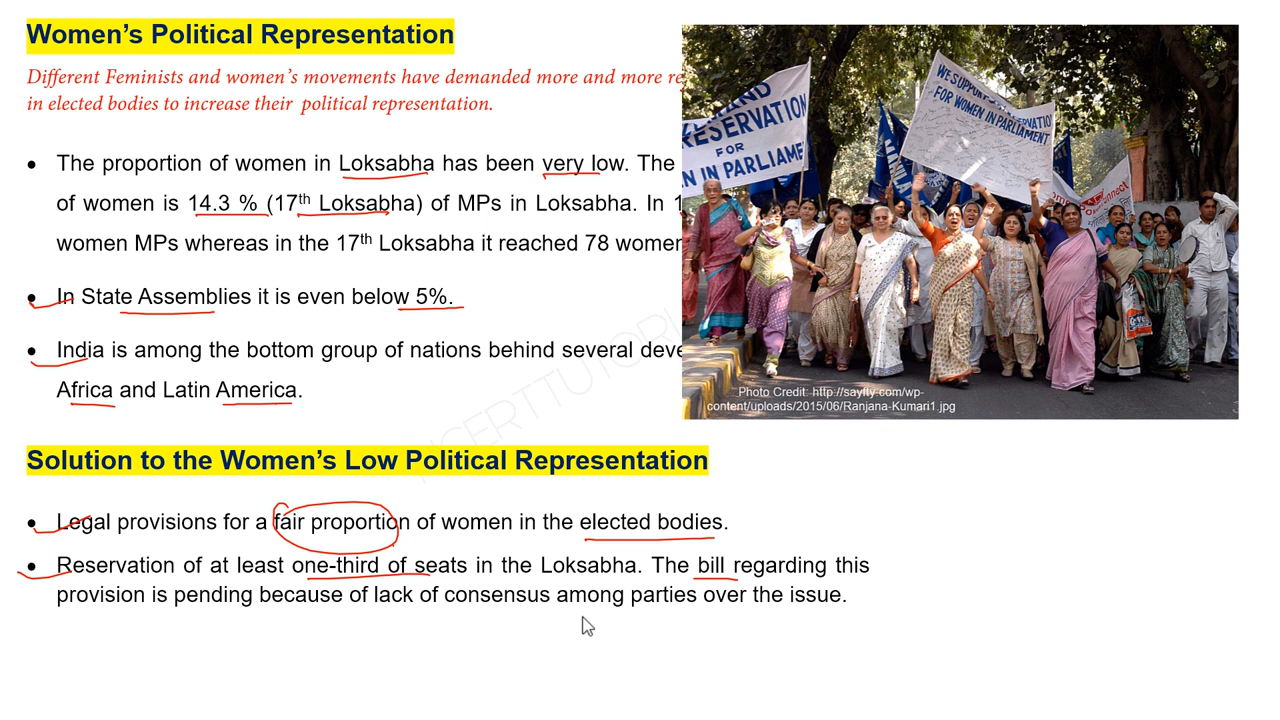 Women's Political Representation
Different Feminists and women's movements have demanded more and more
in elected bodies to increase their political representation.
• The proportion of women in Loksabha has been very low. The
of women is 14.3 % (17th Loksabha) of MPs in Loksabha. In
women MPs whereas in the 17th Loksabha it reached 78
• In State Assemblies it is even below 5%.
• India is among the bottom group of nations behind several
Africa and Latin America.
RESERVATION
FOR
IN PARLIAME
WE SUPPORT
FOR WOMEN IN PARLIAMENT
Photo Credit: http://saylty.com/wp-
content/uploads/2015/06/Ranjana-Kumari1.jpg
Solution to the Women's Low Political Representation
• Legal provisions for a fair proportion of women in the elected bodies.
• Reservation of at least one-third of seats in the Loksabha. The bill regarding this
provision is pending because of lack of consensus among parties over the issue.